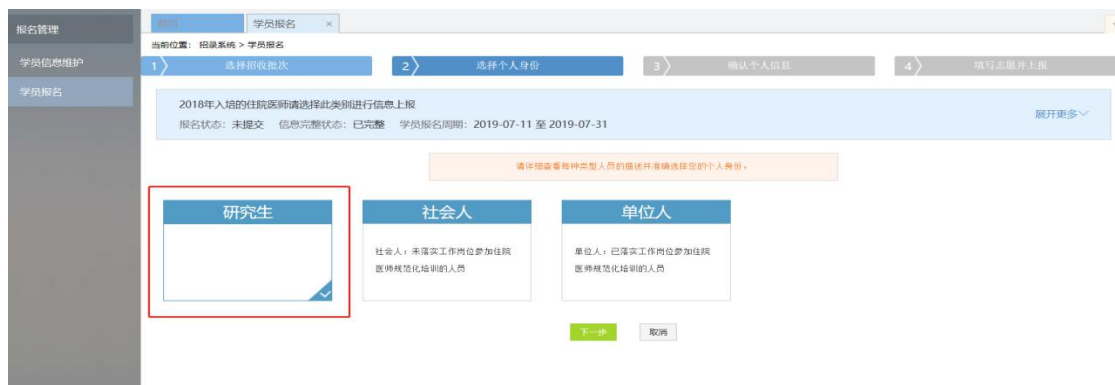 报名管理
学员信息维护
学员报名
首页
学员报名 ×
当前位置： 招录系统 > 学员报名
1 选择招收批次
2 选择个人身份
3 确认个人信息
4 填写志愿并上报
2018年入培的住院医师请选择此类别进行信息上报
报名状态：未提交 信息完整状态：已完整 学员报名周期：2019-07-11 至 2019-07-31
展开更多
请详细查看每种类型人员的描述并准确选择您的个人身份。
研究生
社会人
社会人：未落实工作岗位参加住院
医师规范化培训的人员
单位人
单位人：已落实工作岗位参加住院
医师规范化培训的人员
下一步
取消